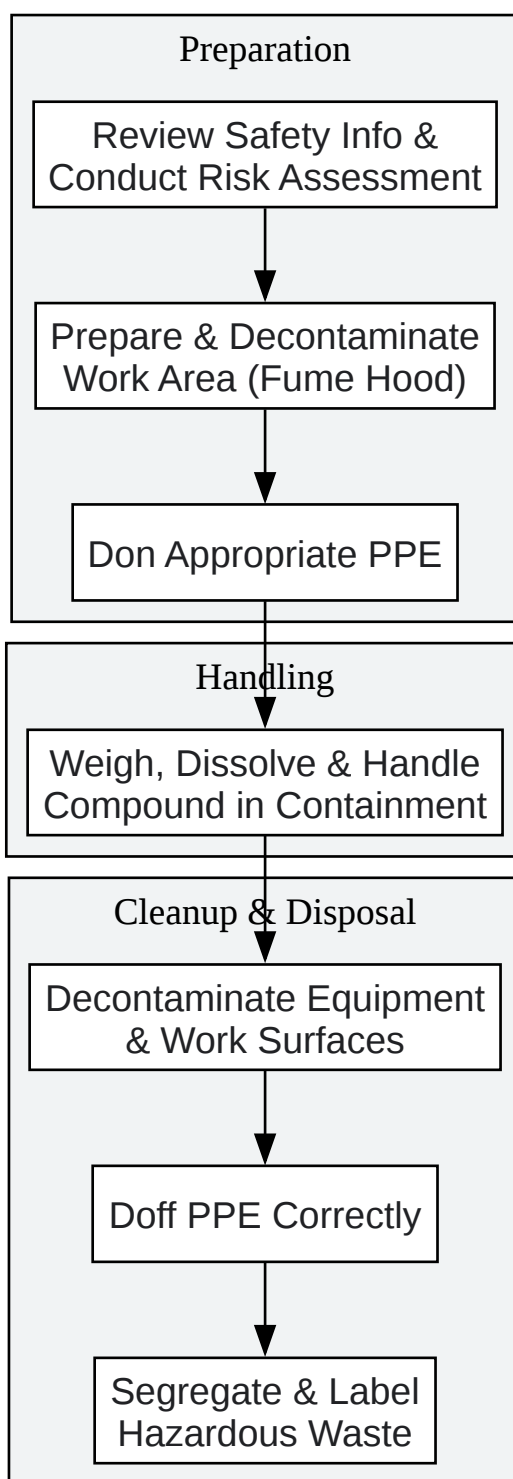 Preparation
Review Safety Info &
Conduct Risk Assessment
Prepare & Decontaminate
Work Area (Fume Hood)
Don Appropriate PPE
Handling
Weigh, Dissolve & Handle
Compound in Containment
Cleanup & Disposal
Decontaminate Equipment
& Work Surfaces
Doff PPE Correctly
Segregate & Label
Hazardous Waste